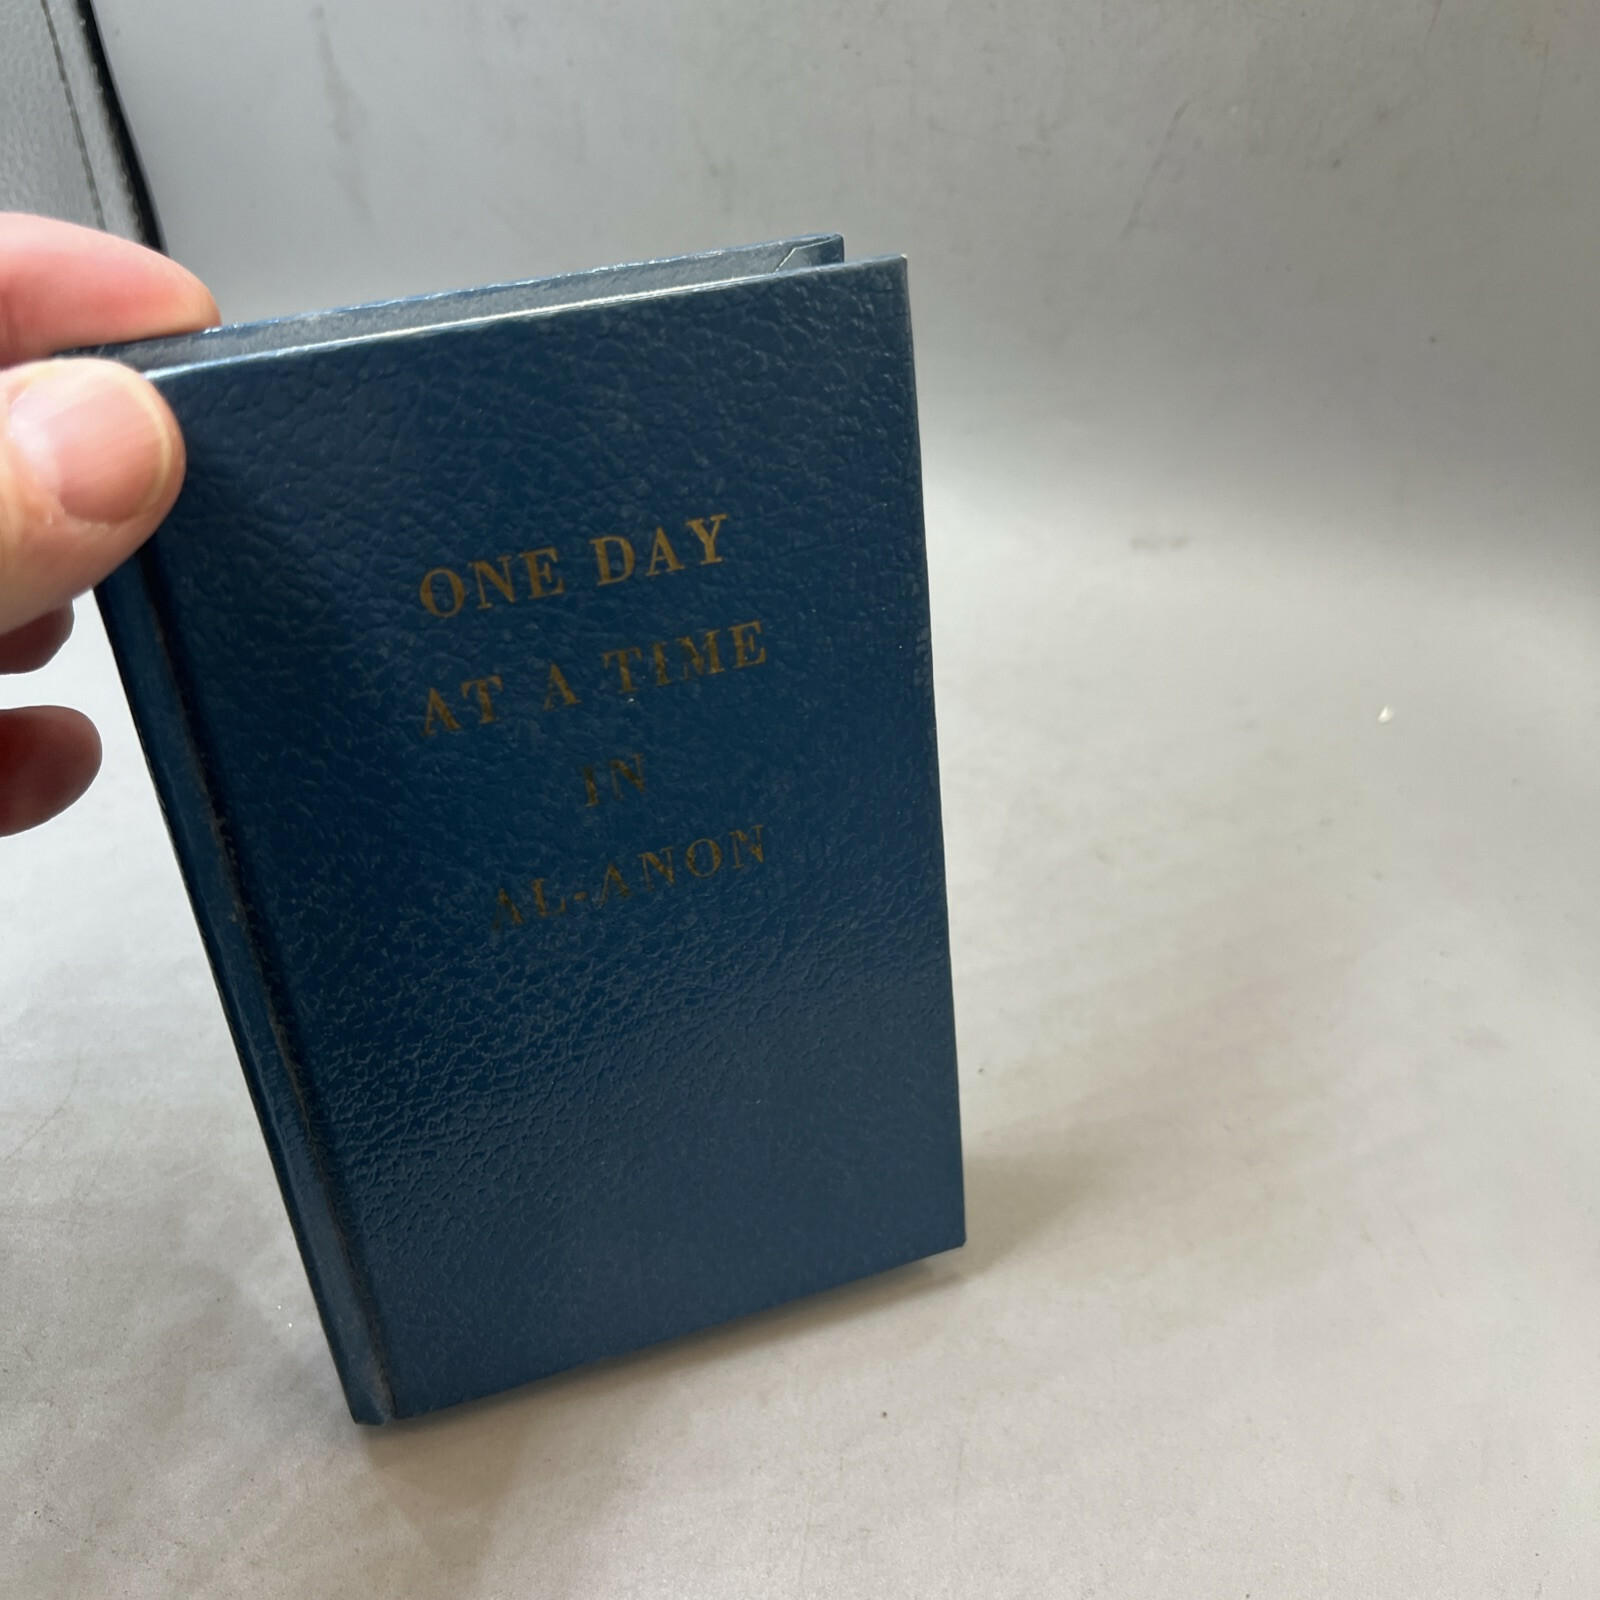 ONE DAY
AT A TIME
IN
AL-ANON